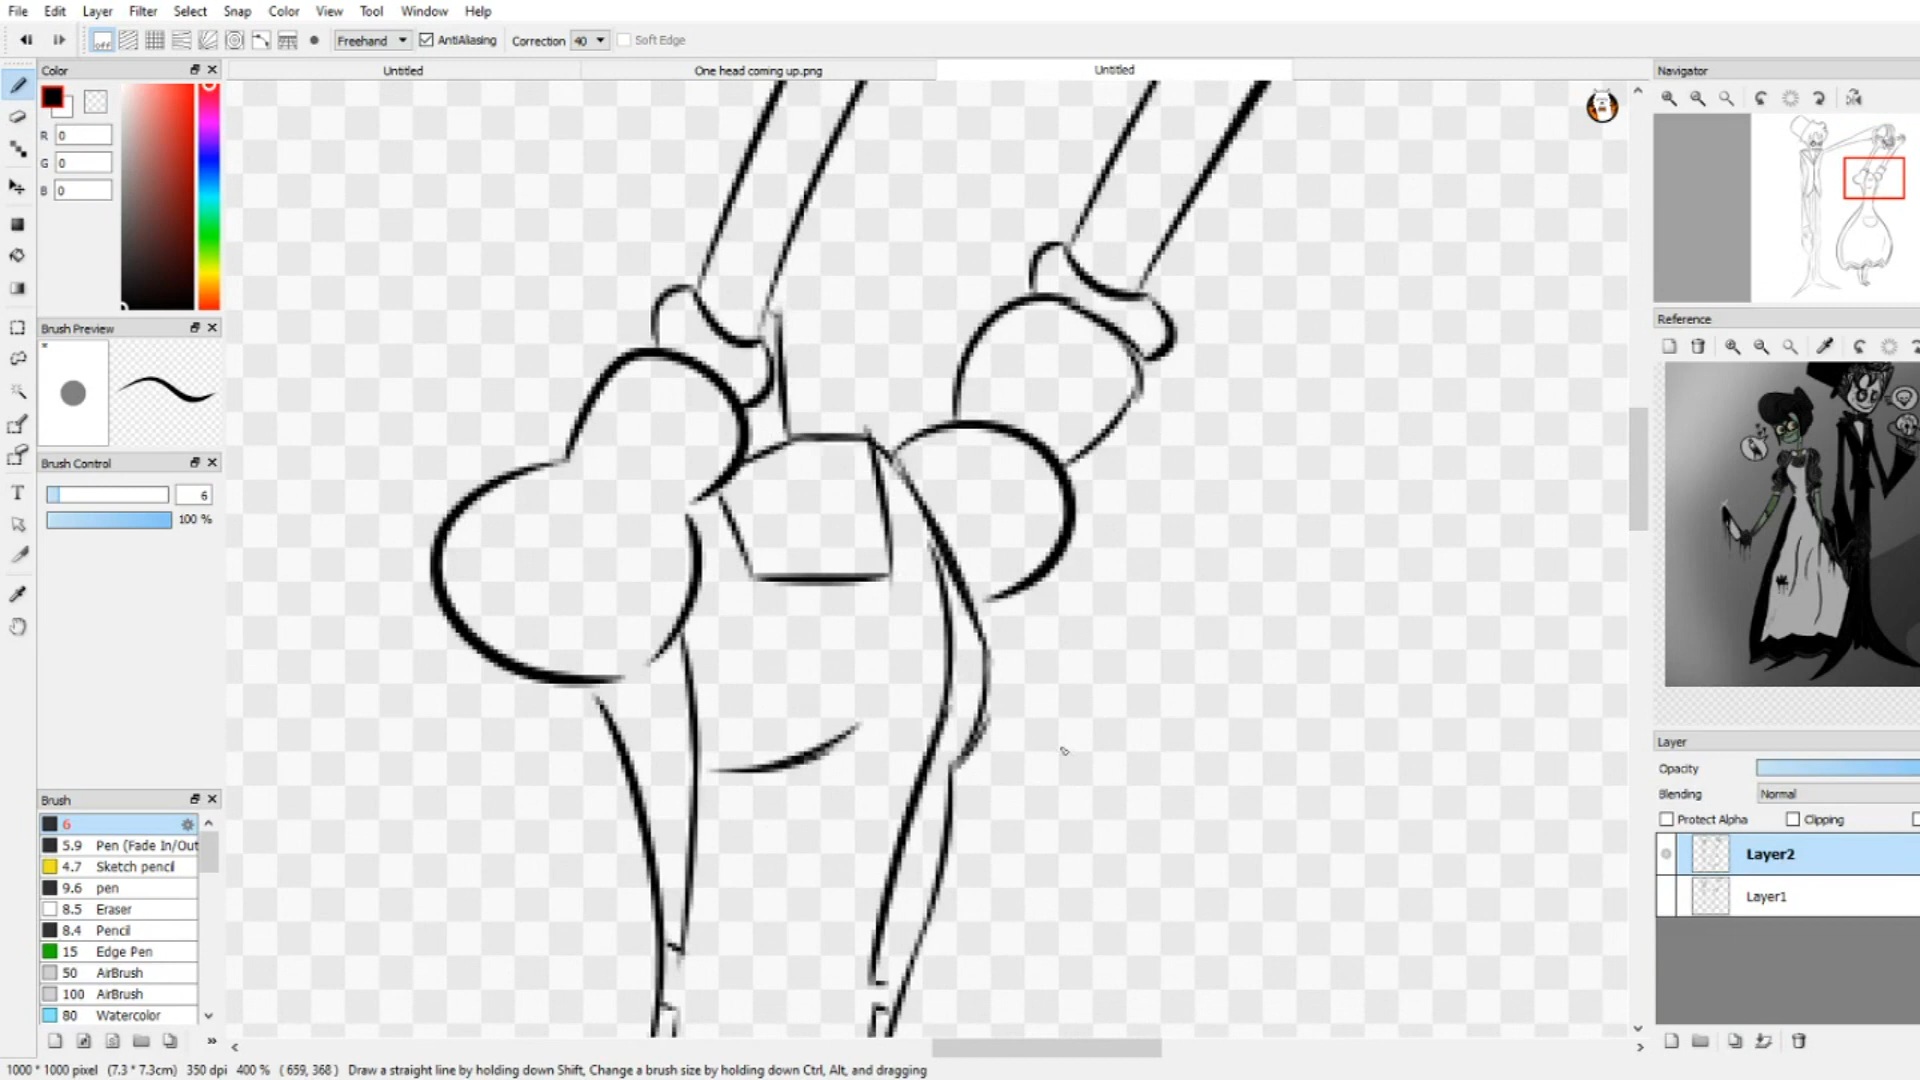 File Edit Layer Filter Select Snap Color View Tool Window Help
off Freehand AntiAliasing Correction 40 Soft Edge
Color
Untitled
One head coming up.png
Untitled
Navigator
R 0
G 0
B 0
Brush Preview
*
Brush Control
6
100 %
Brush
6
5.9 Pen (Fade In/Out
4.7 Sketch pencil
9.6 pen
8.5 Eraser
8.4 Pencil
15 Edge Pen
50 AirBrush
100 AirBrush
80 Watercolor
T
Reference
Layer
Opacity
Blending Normal
Protect Alpha Clipping
Layer2
Layer1
1000 * 1000 pixel (7.3 * 7.3cm) 350 dpi 400 % ( 659, 368 ) Draw a straight line by holding down Shift, Change a brush size by holding down Ctrl, Alt, and dragging